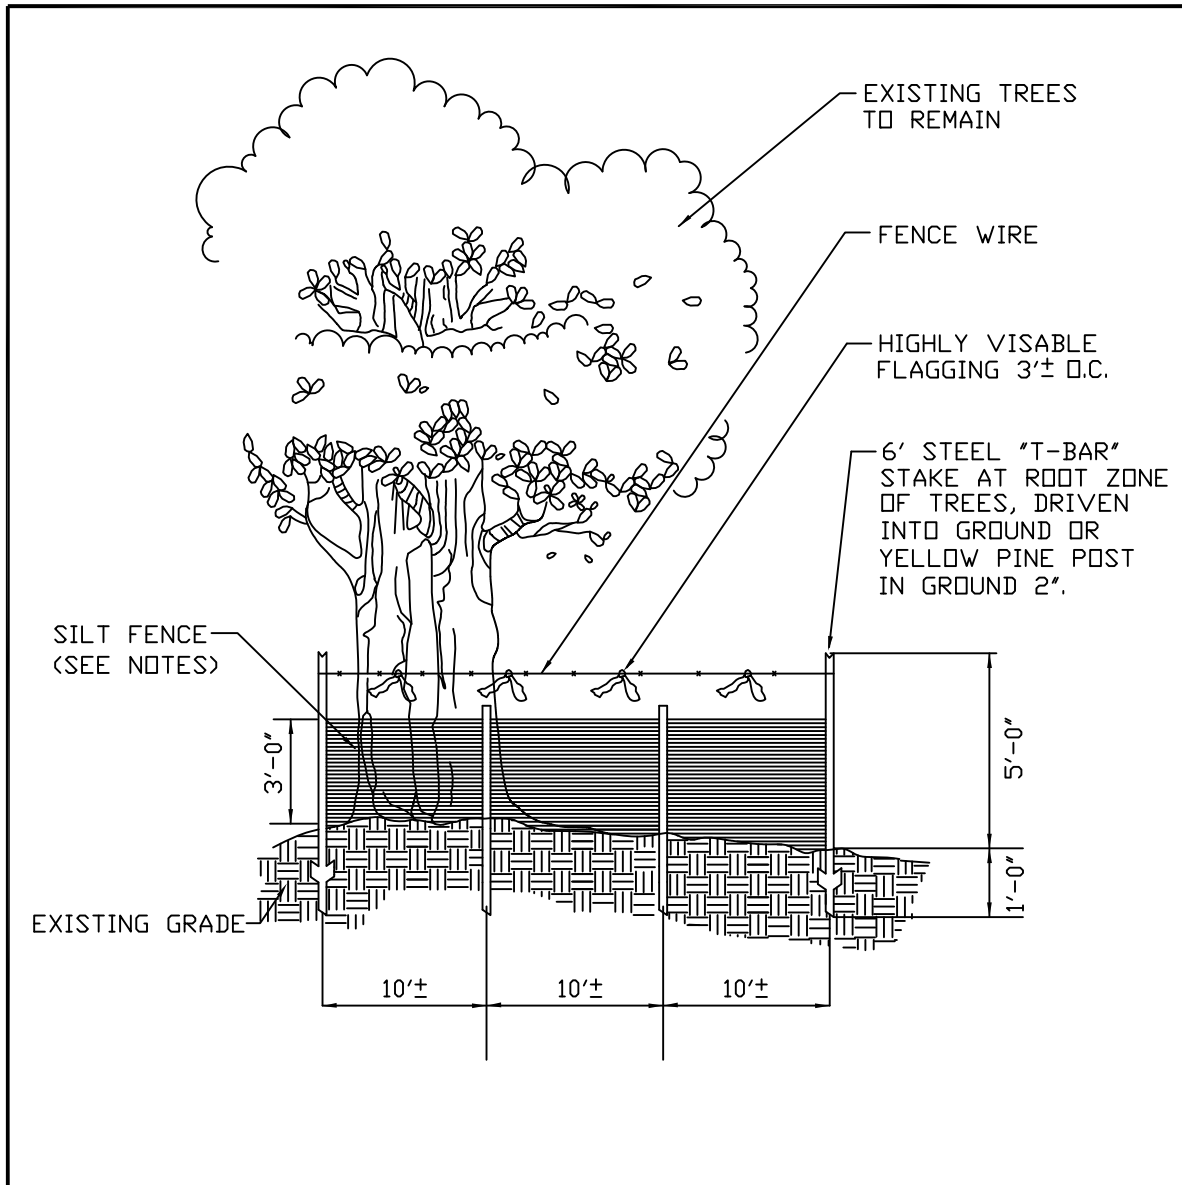 EXISTING TREES
TO REMAIN
FENCE WIRE
HIGHLY VISABLE
FLAGGING 3'± O.C.
6' STEEL "T-BAR"
STAKE AT ROOT ZONE
OF TREES, DRIVEN
INTO GROUND OR
YELLOW PINE POST
IN GROUND 2".
SILT FENCE
(SEE NOTES)
3'-0"
5'-0"
1'-0"
EXISTING GRADE
10'±
10'±
10'±